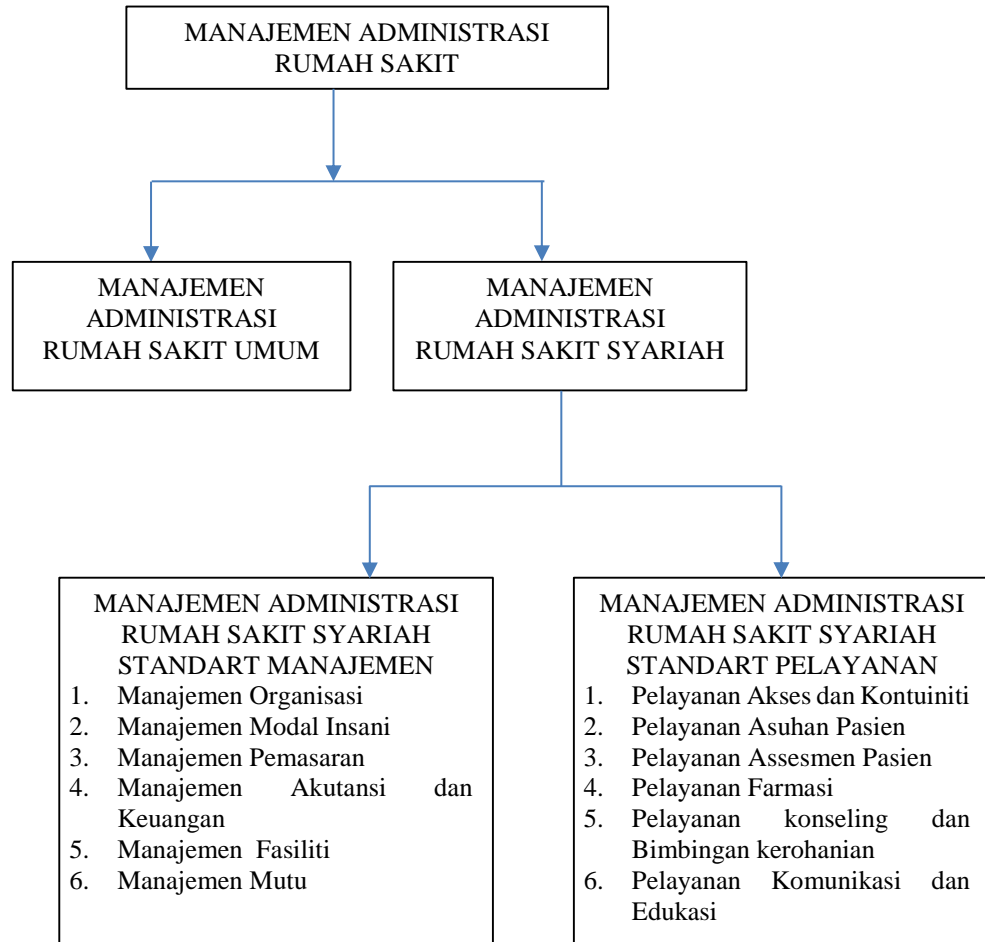 MANAJEMEN ADMINISTRASI
RUMAH SAKIT
MANAJEMEN
ADMINISTRASI
RUMAH SAKIT UMUM
MANAJEMEN
ADMINISTRASI
RUMAH SAKIT SYARIAH
MANAJEMEN ADMINISTRASI
RUMAH SAKIT SYARIAH
STANDART MANAJEMEN
1. Manajemen Organisasi
2. Manajemen Modal Insani
3. Manajemen Pemasaran
4. Manajemen Akutansi dan
Keuangan
5. Manajemen Fasiliti
6. Manajemen Mutu
MANAJEMEN ADMINISTRASI
RUMAH SAKIT SYARIAH
STANDART PELAYANAN
1. Pelayanan Akses dan Kontuiniti
2. Pelayanan Asuhan Pasien
3. Pelayanan Assesmen Pasien
4. Pelayanan Farmasi
5. Pelayanan konseling dan
Bimbingan kerohanian
6. Pelayanan Komunikasi dan
Edukasi